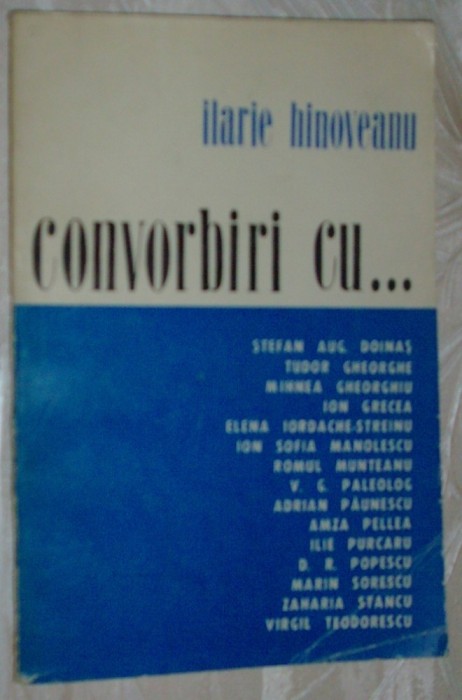 ilarie hinoveanu
convorbiri cu...
ȘTEFAN AUG. DOINAȘ
TUDOR GHEORGHE
MIHNEA GHEORGHIU
ION GRECEA
ELENA IORDACHE-STREINU
ION SOFIA MANOLESCU
ROMUL MUNTEANU
V. G. PALEOLOG
ADRIAN PĂUNESCU
AMZA PELLEA
ILIE PURCARU
D. R. POPESCU
MARIN SORESCU
ZAHARIA STANCU
VIRGIL TEODORESCU